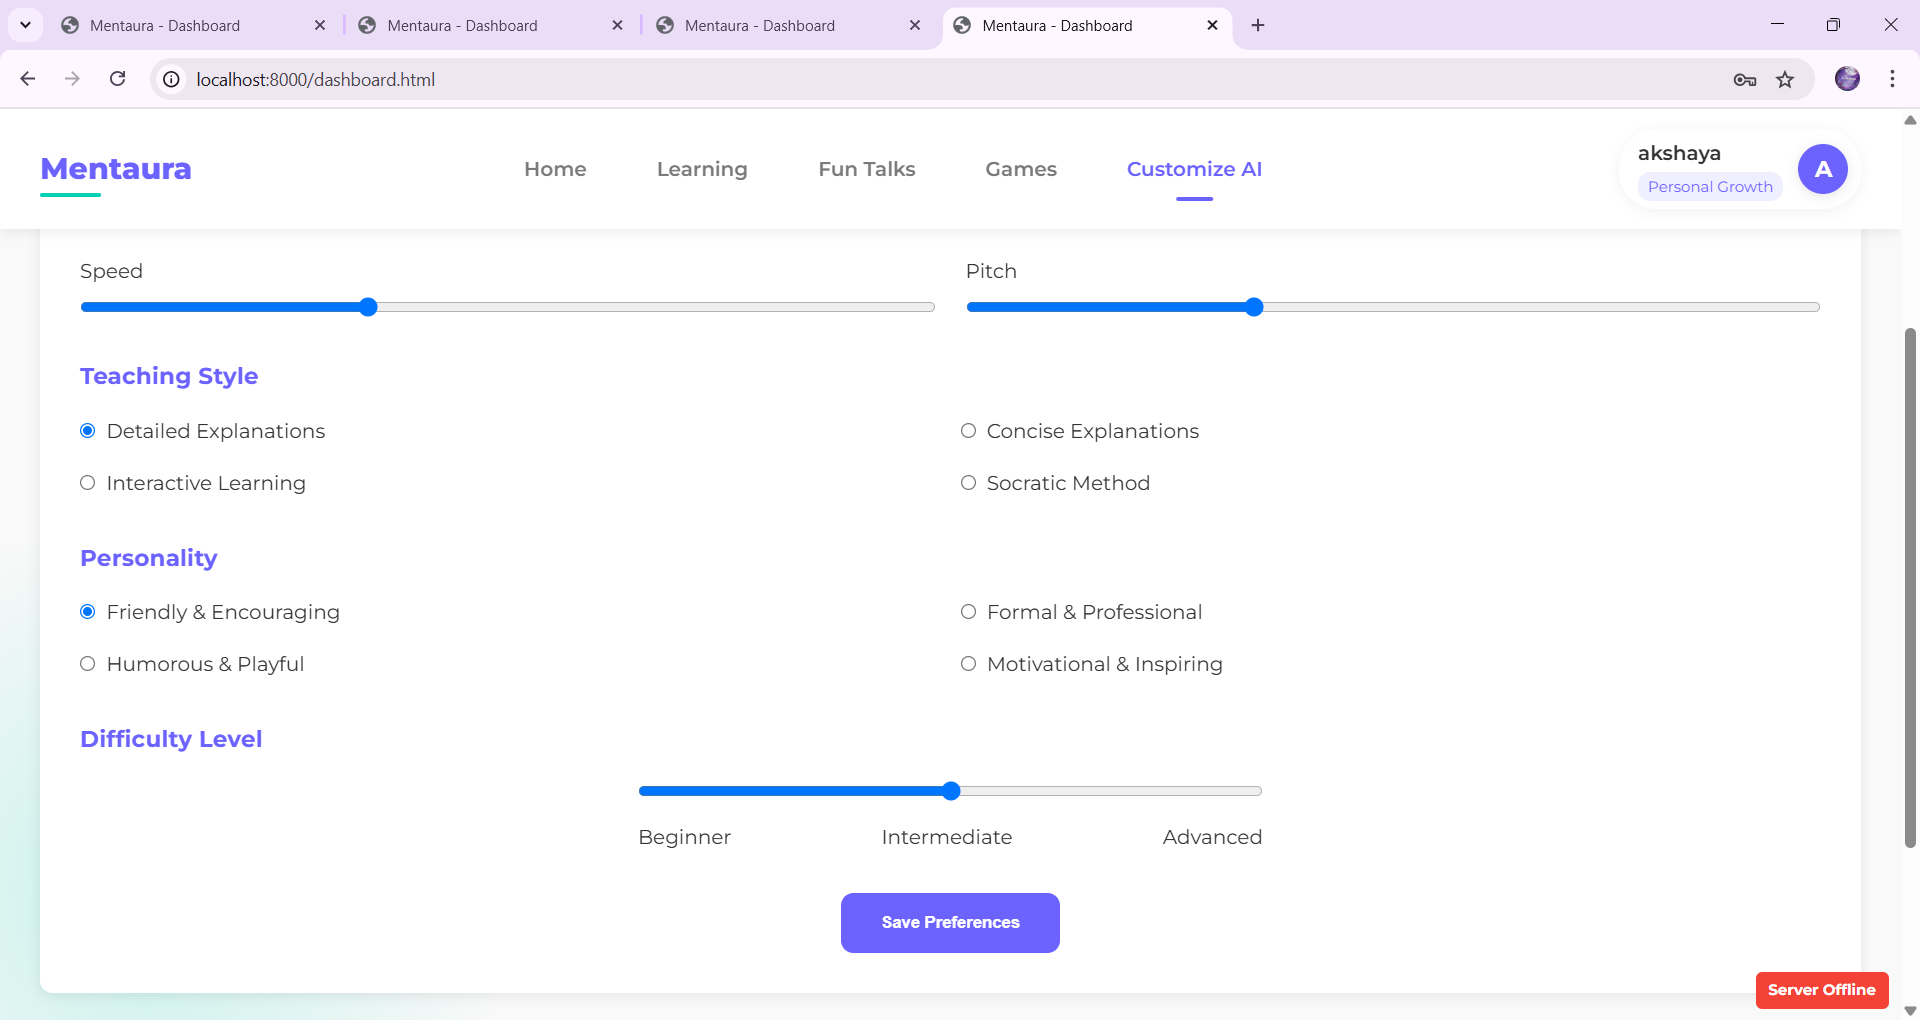 Mentaura - Dashboard
Mentaura - Dashboard
Mentaura - Dashboard
Mentaura - Dashboard
localhost:8000/dashboard.html
Mentaura
Home
Learning
Fun Talks
Games
Customize AI
akshaya
Personal Growth
A
Speed
Pitch
Teaching Style
Detailed Explanations
Concise Explanations
Interactive Learning
Socratic Method
Personality
Friendly & Encouraging
Formal & Professional
Humorous & Playful
Motivational & Inspiring
Difficulty Level
Beginner
Intermediate
Advanced
Save Preferences
Server Offline